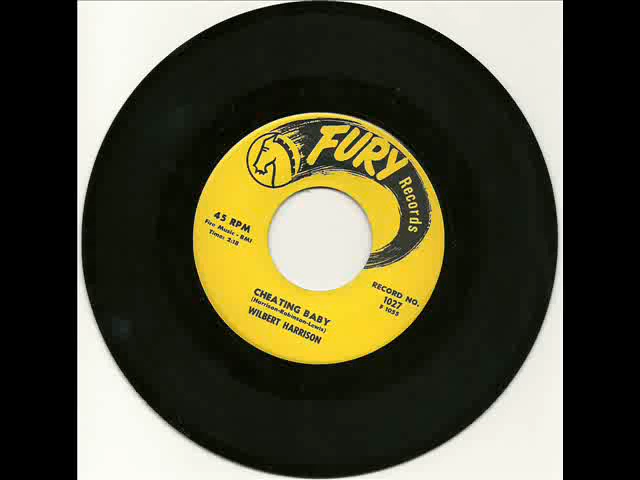 FURY
Records
45 RPM
Fire Music - BMI
Time: 2:18
RECORD NO.
1027
F 1055
CHEATING BABY
(Harrison-Robinson-Lewis)
WILBERT HARRISON